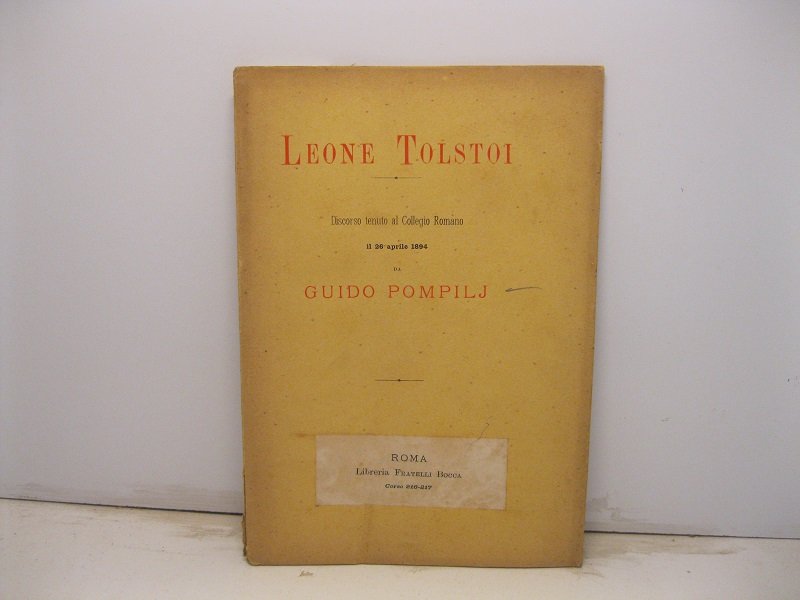 LEONE TOLSTOI
Discorso tenuto al Collegio Romano
il 26 aprile 1894
DA
GUIDO POMPILJ
ROMA
Libreria FRATELLI BOCCA
Corso 216-217